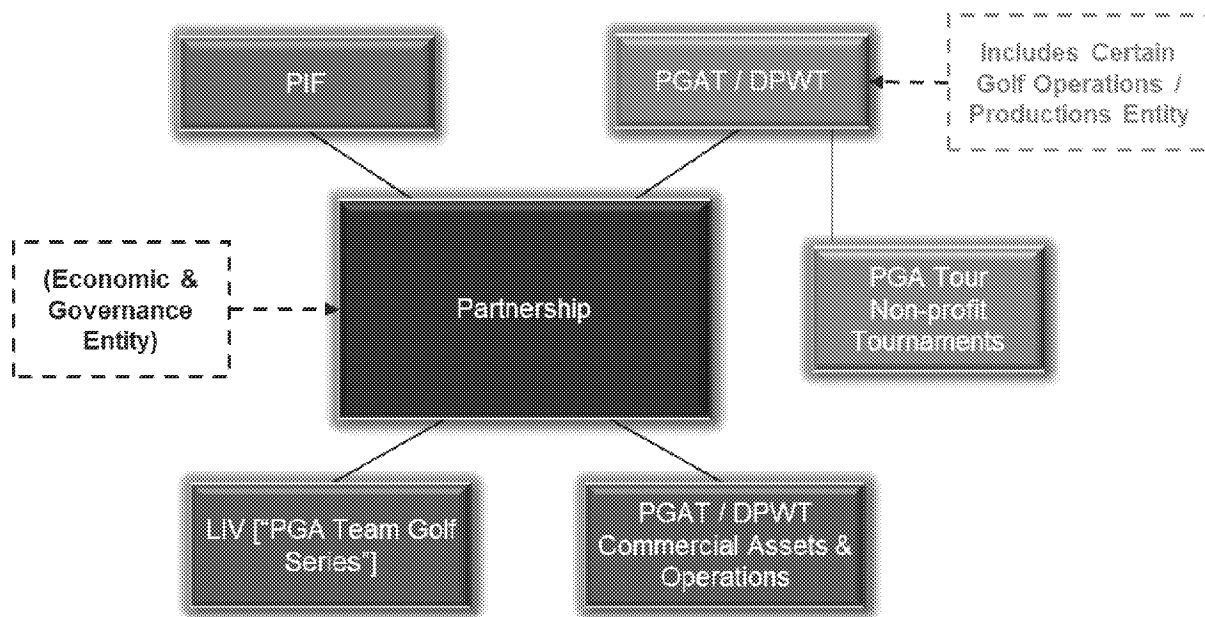 PIF
PGAT / DPWT
Includes Certain
Golf Operations /
Productions Entity
(Economic &
Governance
Entity)
Partnership
PGA Tour
Non-profit
Tournaments
LIV ["PGA Team Golf
Series"]
PGAT / DPWT
Commercial Assets &
Operations